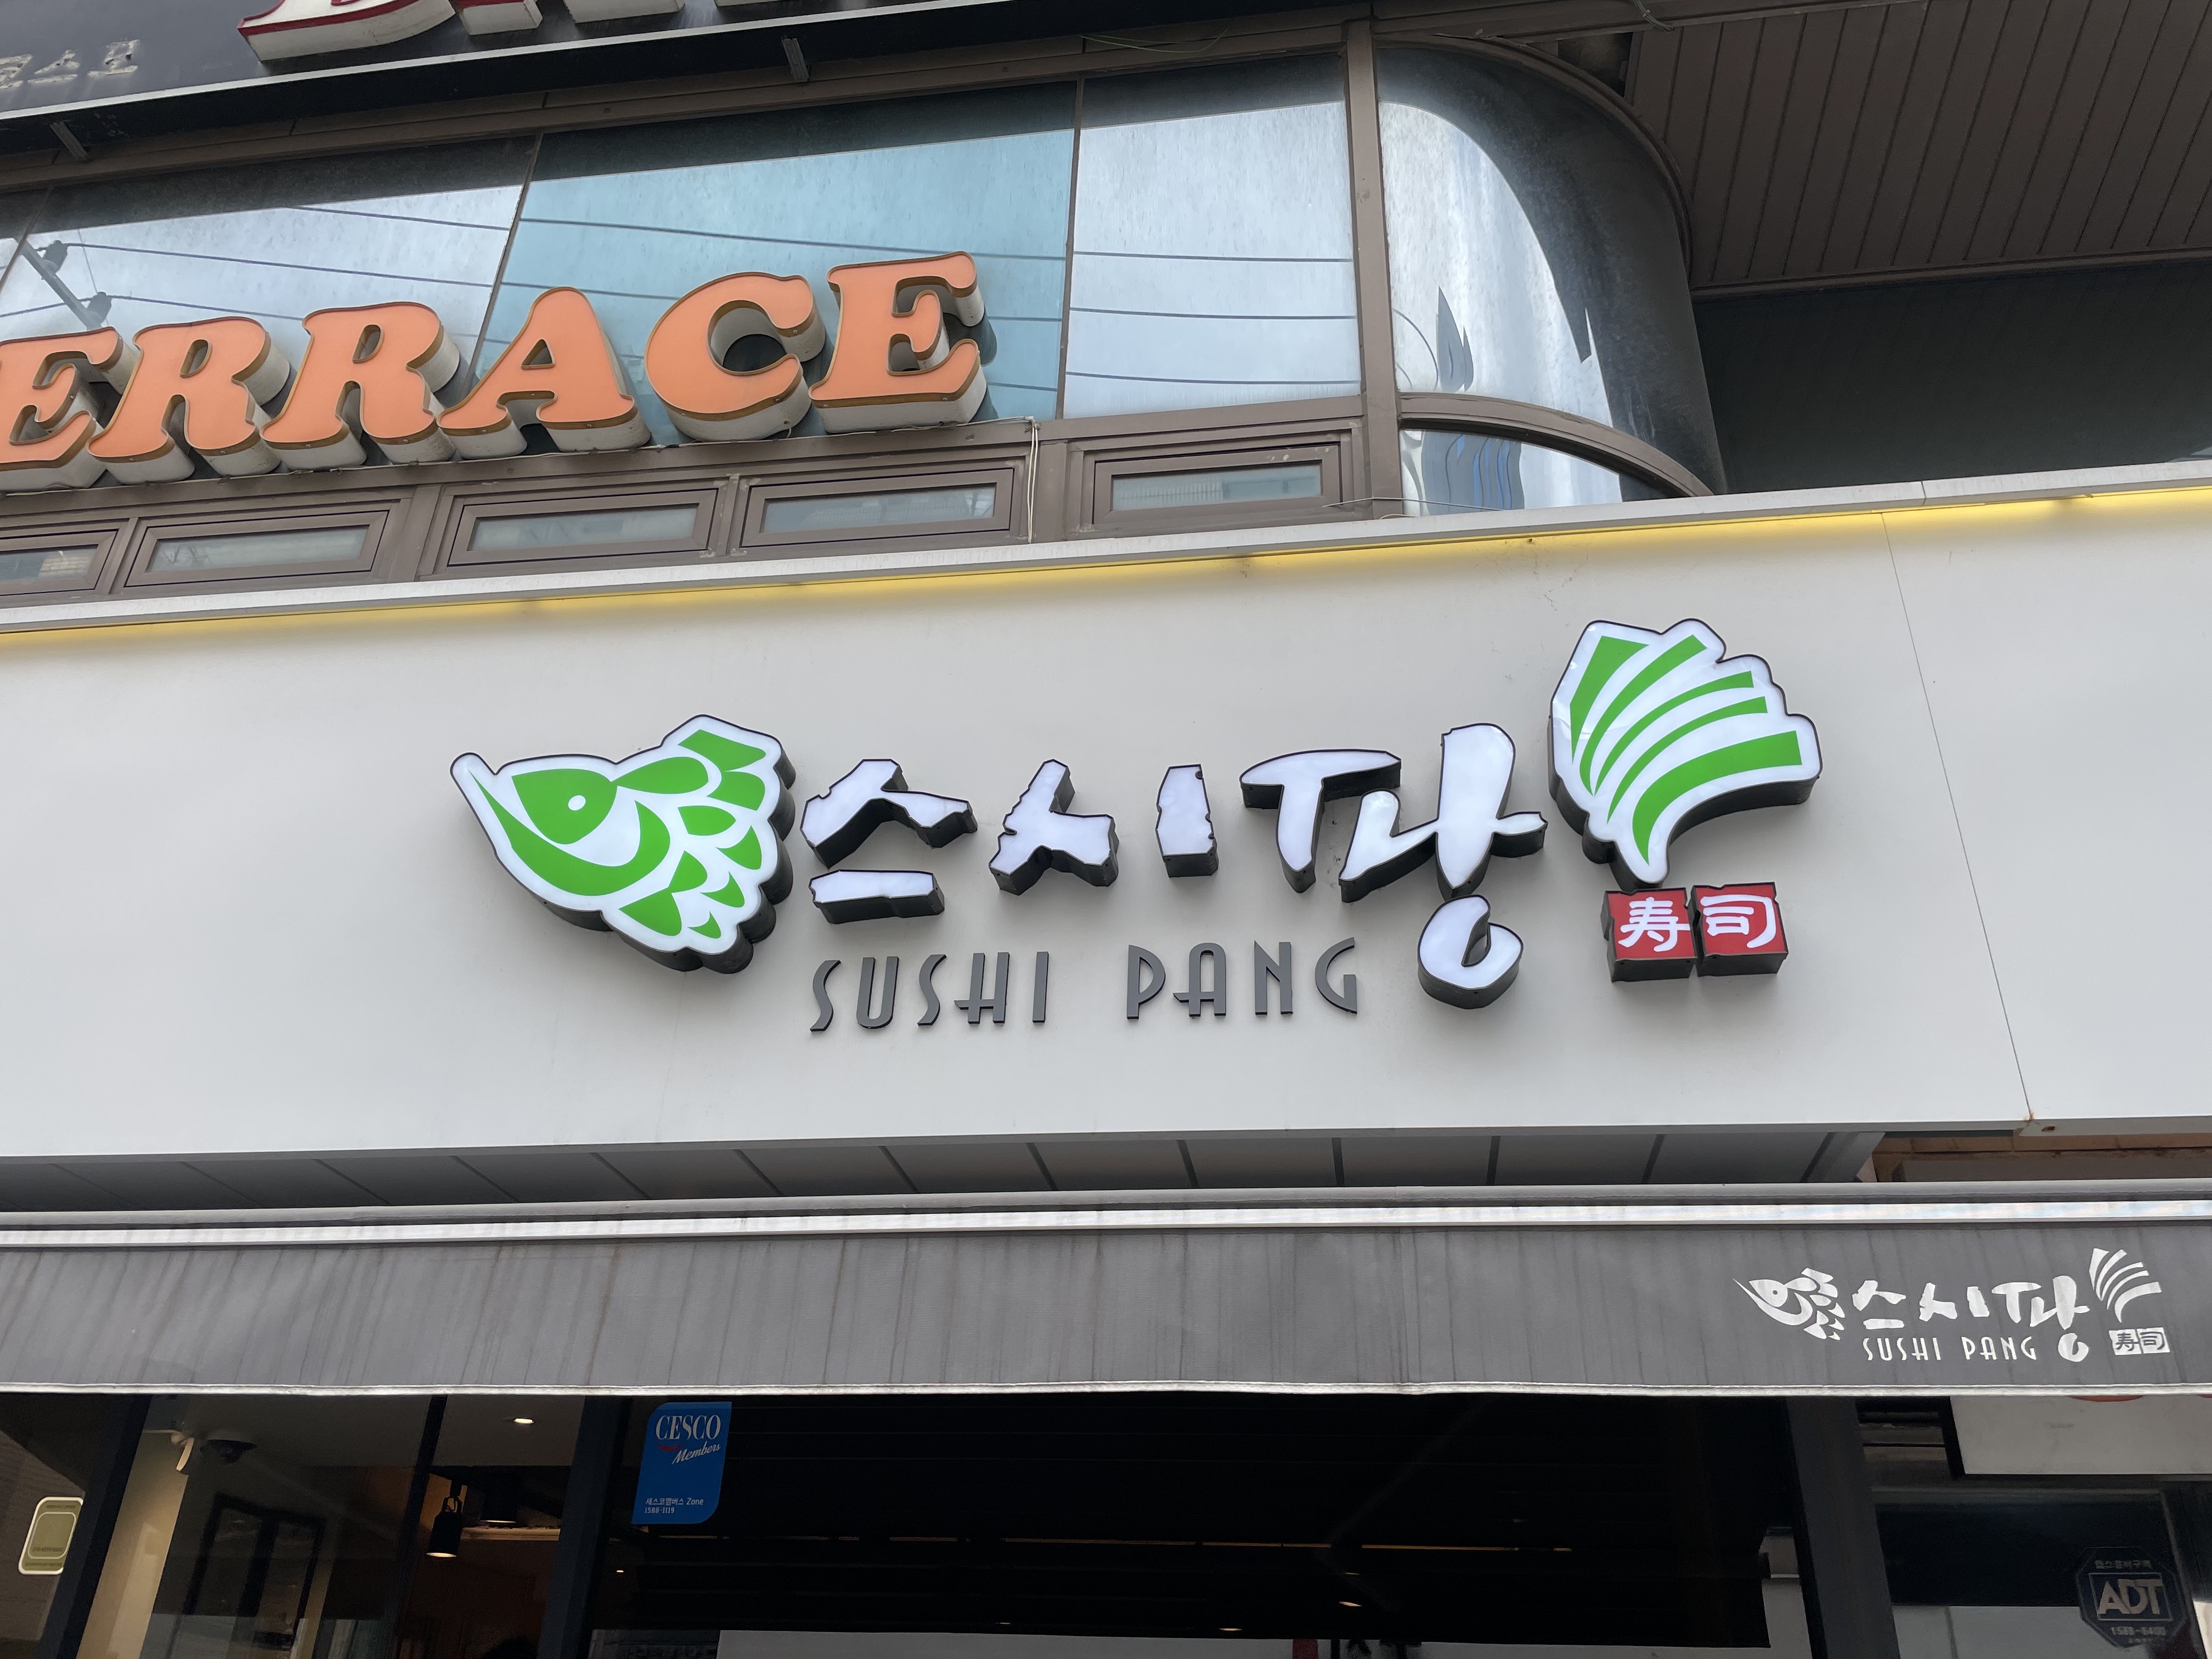 ERRACE
스시팡
SUSHI PANG
寿司
스시팡
SUSHI PANG
寿司
CESCO
Members
세스코멤버스 Zone
1588-1119
ADT